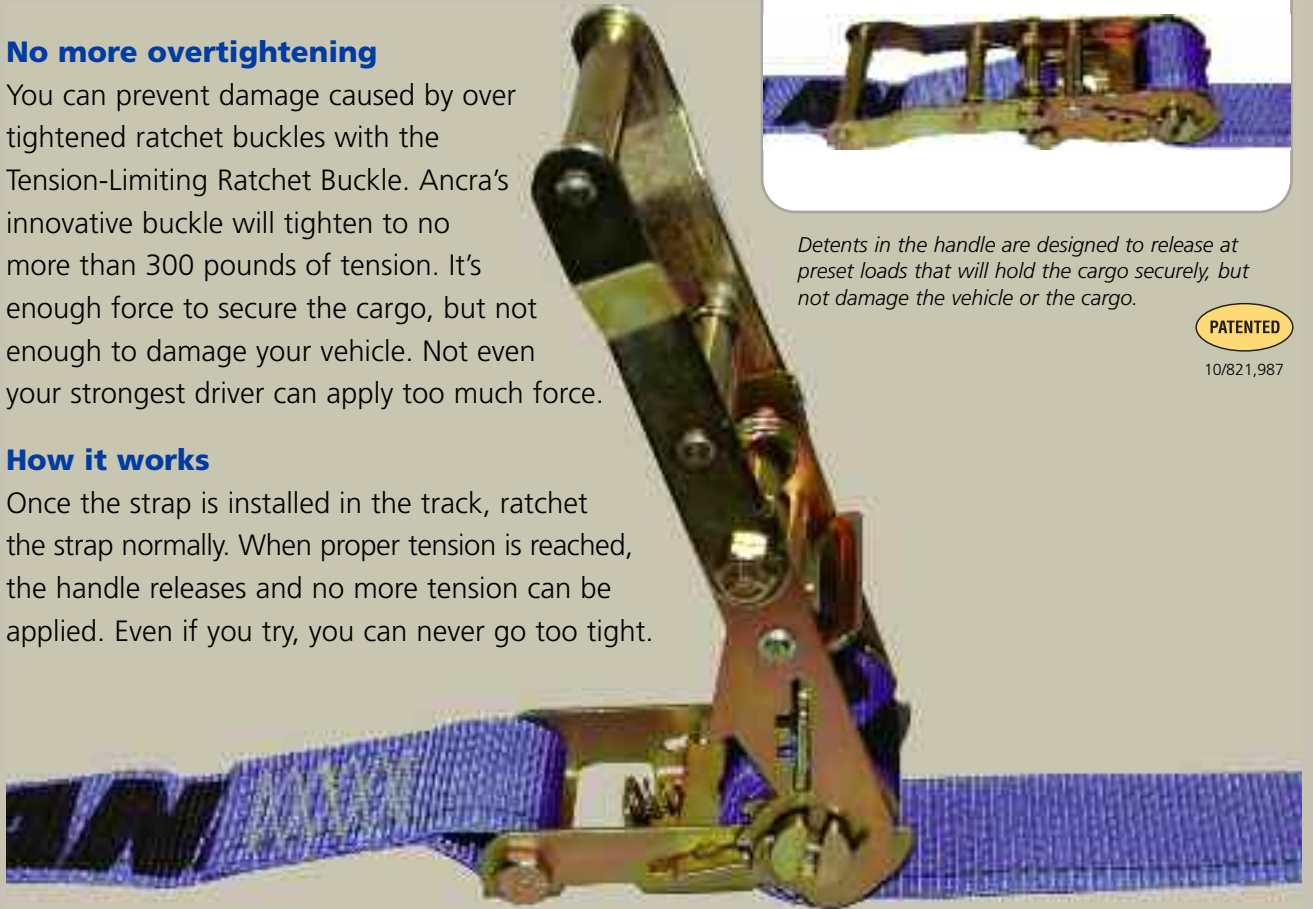 No more overtightening
You can prevent damage caused by over
tightened ratchet buckles with the
Tension-Limiting Ratchet Buckle. Ancra’s
innovative buckle will tighten to no
more than 300 pounds of tension. It’s
enough force to secure the cargo, but not
enough to damage your vehicle. Not even
your strongest driver can apply too much force.
How it works
Once the strap is installed in the track, ratchet
the strap normally. When proper tension is reached,
the handle releases and no more tension can be
applied. Even if you try, you can never go too tight.
Detents in the handle are designed to release at
preset loads that will hold the cargo securely, but
not damage the vehicle or the cargo.
PATENTED
10/821,987